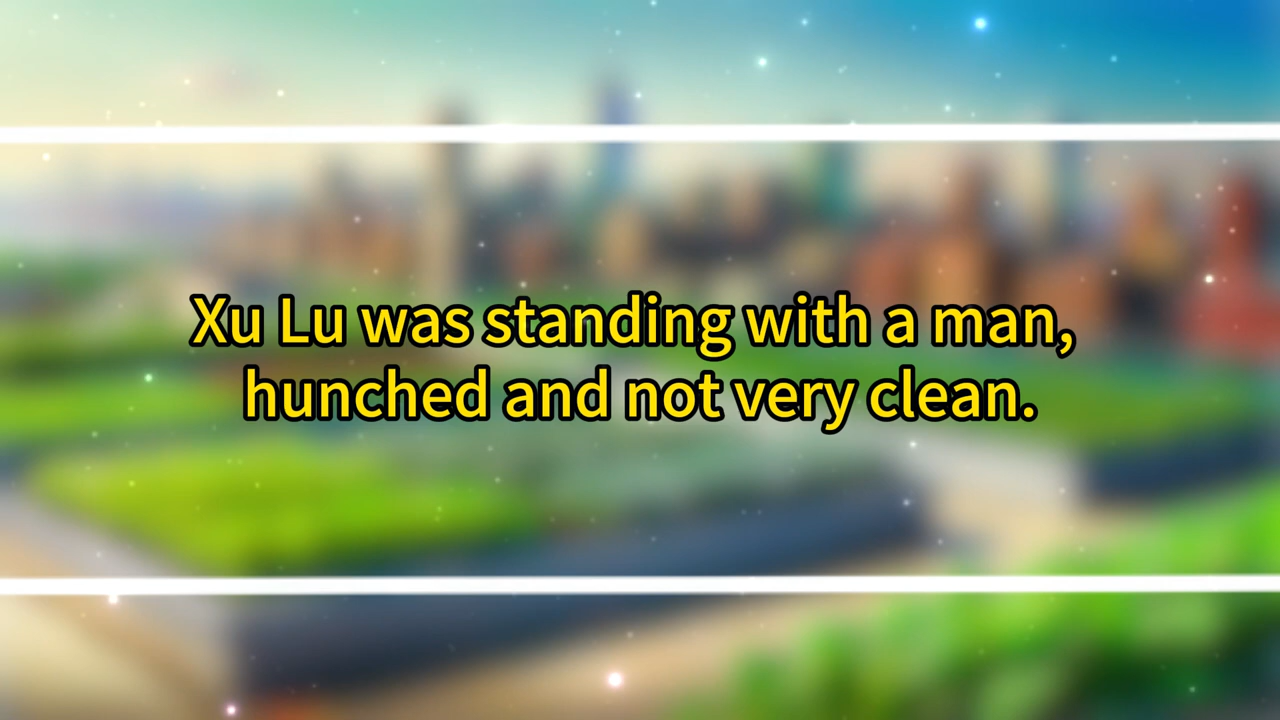 Xu Lu was standing with a man,
hunched and not very clean.